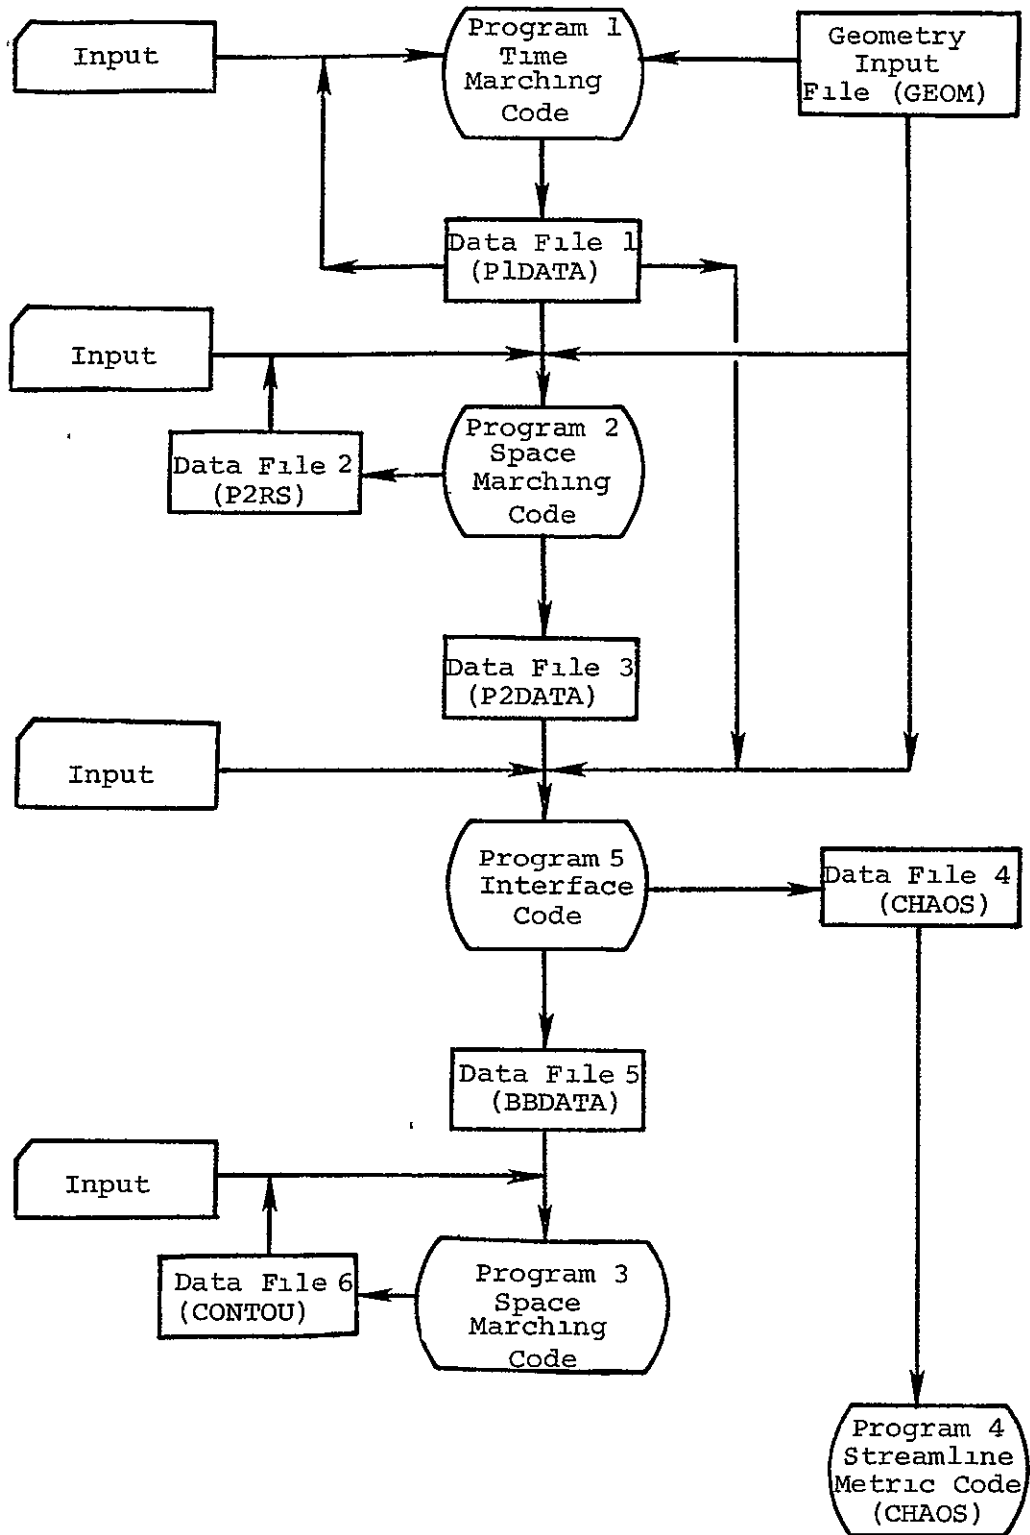 Input
Program 1
Time
Marching
Code
Geometry
Input
File (GEOM)
Data File 1
(P1DATA)
Input
Program 2
Space
Marching
Code
Data File 2
(P2RS)
Data File 3
(P2DATA)
Input
Program 5
Interface
Code
Data File 4
(CHAOS)
Data File 5
(BBDATA)
Input
Data File 6
(CONTOU)
Program 3
Space
Marching
Code
Program 4
Streamline
Metric Code
(CHAOS)